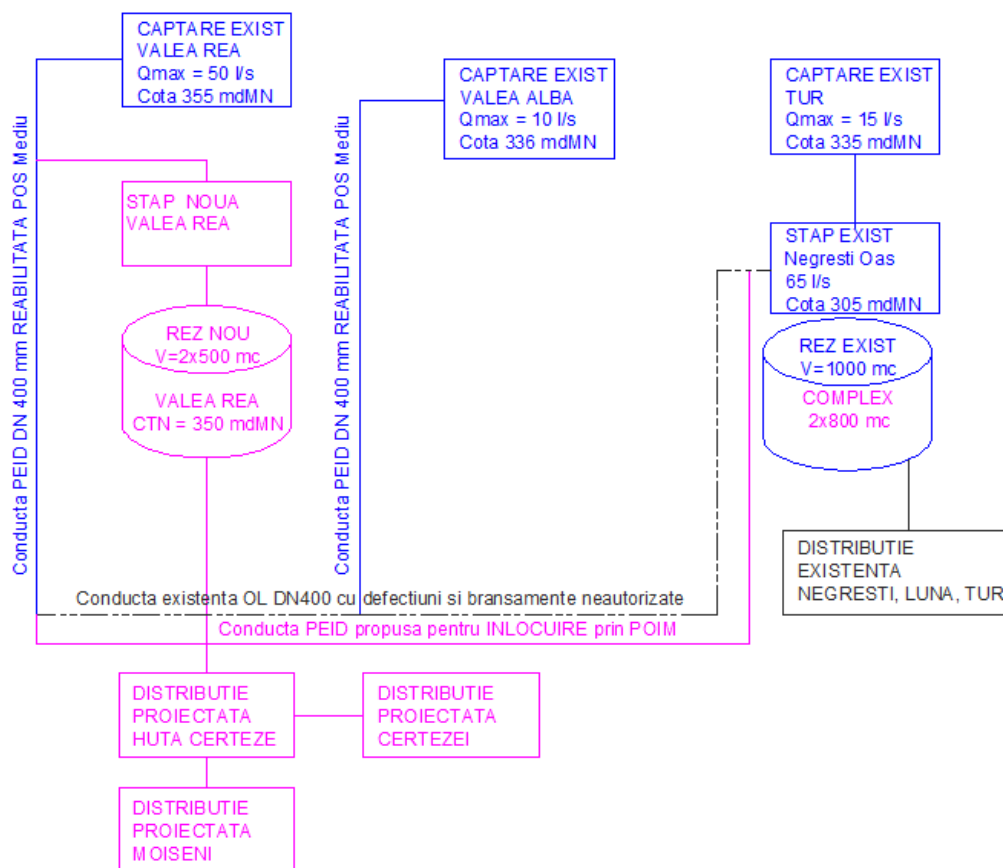 CAPTARE EXIST
VALEA REA
Qmax = 50 l/s
Cota 355 mdMN
CAPTARE EXIST
VALEA ALBA
Qmax = 10 l/s
Cota 336 mdMN
CAPTARE EXIST
TUR
Qmax = 15 l/s
Cota 335 mdMN
Conducta PEID DN 400 mm REABILITATA POS Mediu
STAP NOUA
VALEA REA
REZ NOU
V=2x500 mc
VALEA REA
CTN = 350 mdMN
Conducta PEID DN 400 mm REABILITATA POS Mediu
STAP EXIST
Negresti Oas
65 l/s
Cota 305 mdMN
REZ EXIST
V=1000 mc
COMPLEX
2x800 mc
DISTRIBUTIE
EXISTENTA
NEGRESTI, LUNA, TUR
Conducta existenta OL DN400 cu defectiuni si bransamente neautorizate
Conducta PEID propusa pentru INLOCUIRE prin POIM
DISTRIBUTIE
PROIECTATA
HUTA CERTEZE
DISTRIBUTIE
PROIECTATA
CERTEZEI
DISTRIBUTIE
PROIECTATA
MOISENI